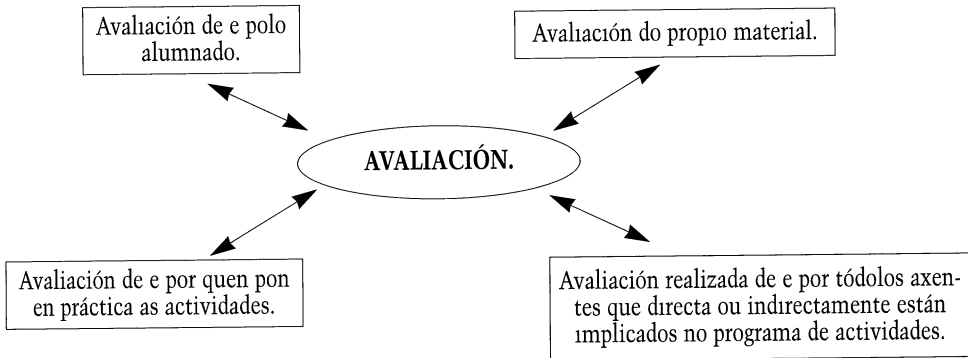 Avaliación de e polo
alumnado.
Avaliación do propio material.
AVALIACIÓN.
Avaliación de e por quen pon
en práctica as actividades.
Avaliación realizada de e por tódolos axen-
tes que directa ou indirectamente están
implicados no programa de actividades.